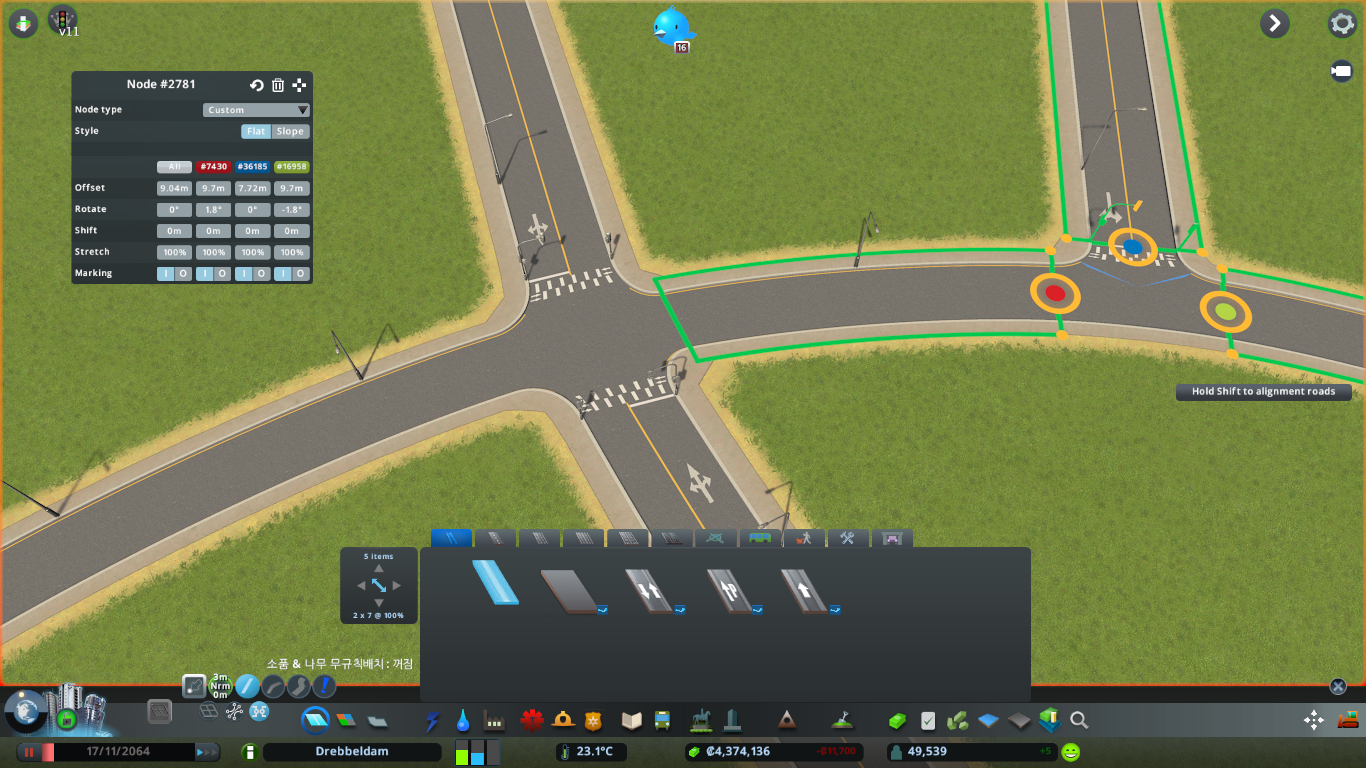 v11
16
Node #2781
Node type Custom
Style Flat Slope
All #7430 #36185 #16958
Offset 9.04m 9.7m 7.72m 9.7m
Rotate 0° 1.8° 0° -1.8°
Shift 0m 0m 0m 0m
Stretch 100% 100% 100% 100%
Marking I O I O I O I O
Hold Shift to alignment roads
5 items
2 x 7 @ 100%
소품 & 나무 무규칙배치 : 꺼짐
3m
Nrm
0m
17/11/2064
Drebbeldam
23.1°C
₡4,374,136
-₡11,700
49,539
+5